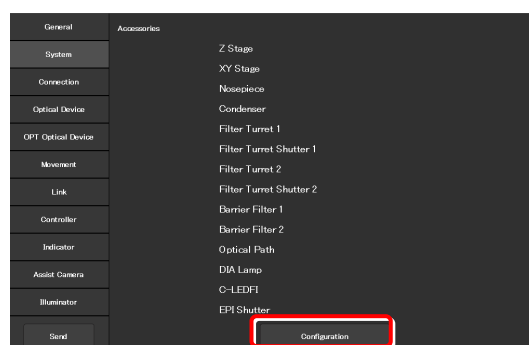 General
System
Connection
Optical Device
OPT Optical Device
Movement
Link
Controller
Indicator
Assist Camera
Illuminator
Send
Accessories
Z Stage
XY Stage
Nosepiece
Condenser
Filter Turret 1
Filter Turret Shutter 1
Filter Turret 2
Filter Turret Shutter 2
Barrier Filter 1
Barrier Filter 2
Optical Path
DIA Lamp
C-LEDFI
EPI Shutter
Configuration